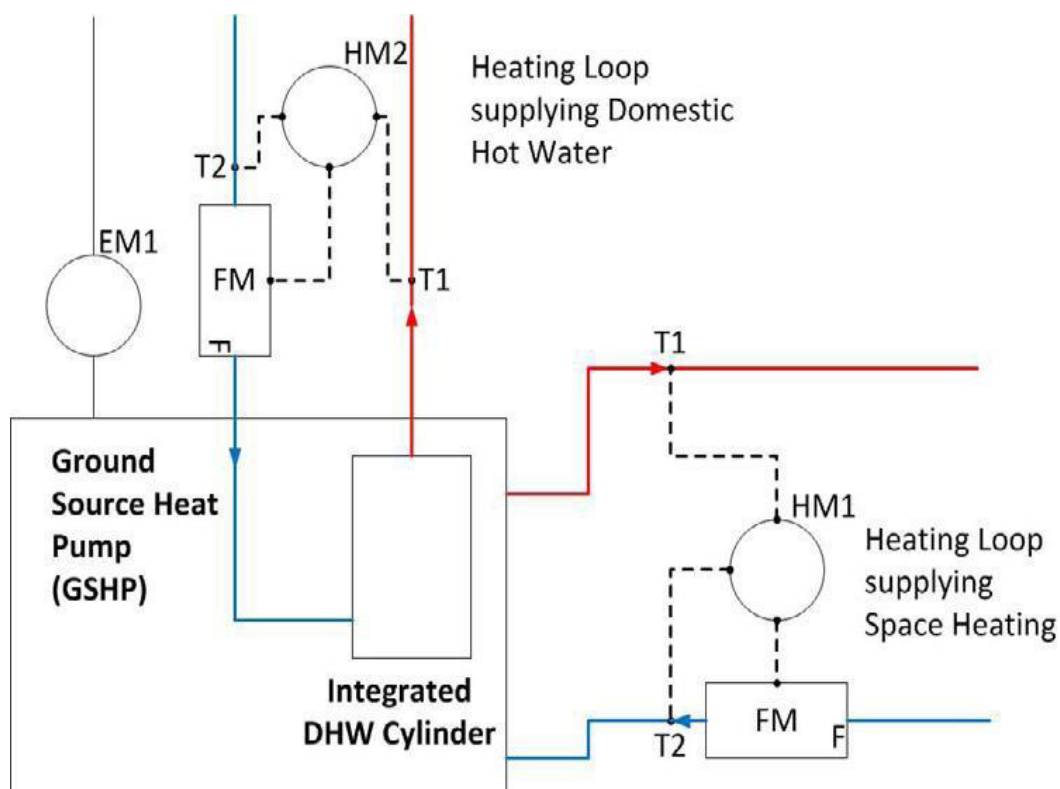 HM2
Heating Loop
supplying Domestic
Hot Water
T2
EM1
FM
T1
F
T1
Ground
Source Heat
Pump
(GSHP)
HM1
Heating Loop
supplying
Space Heating
Integrated
DHW Cylinder
FM
F
T2